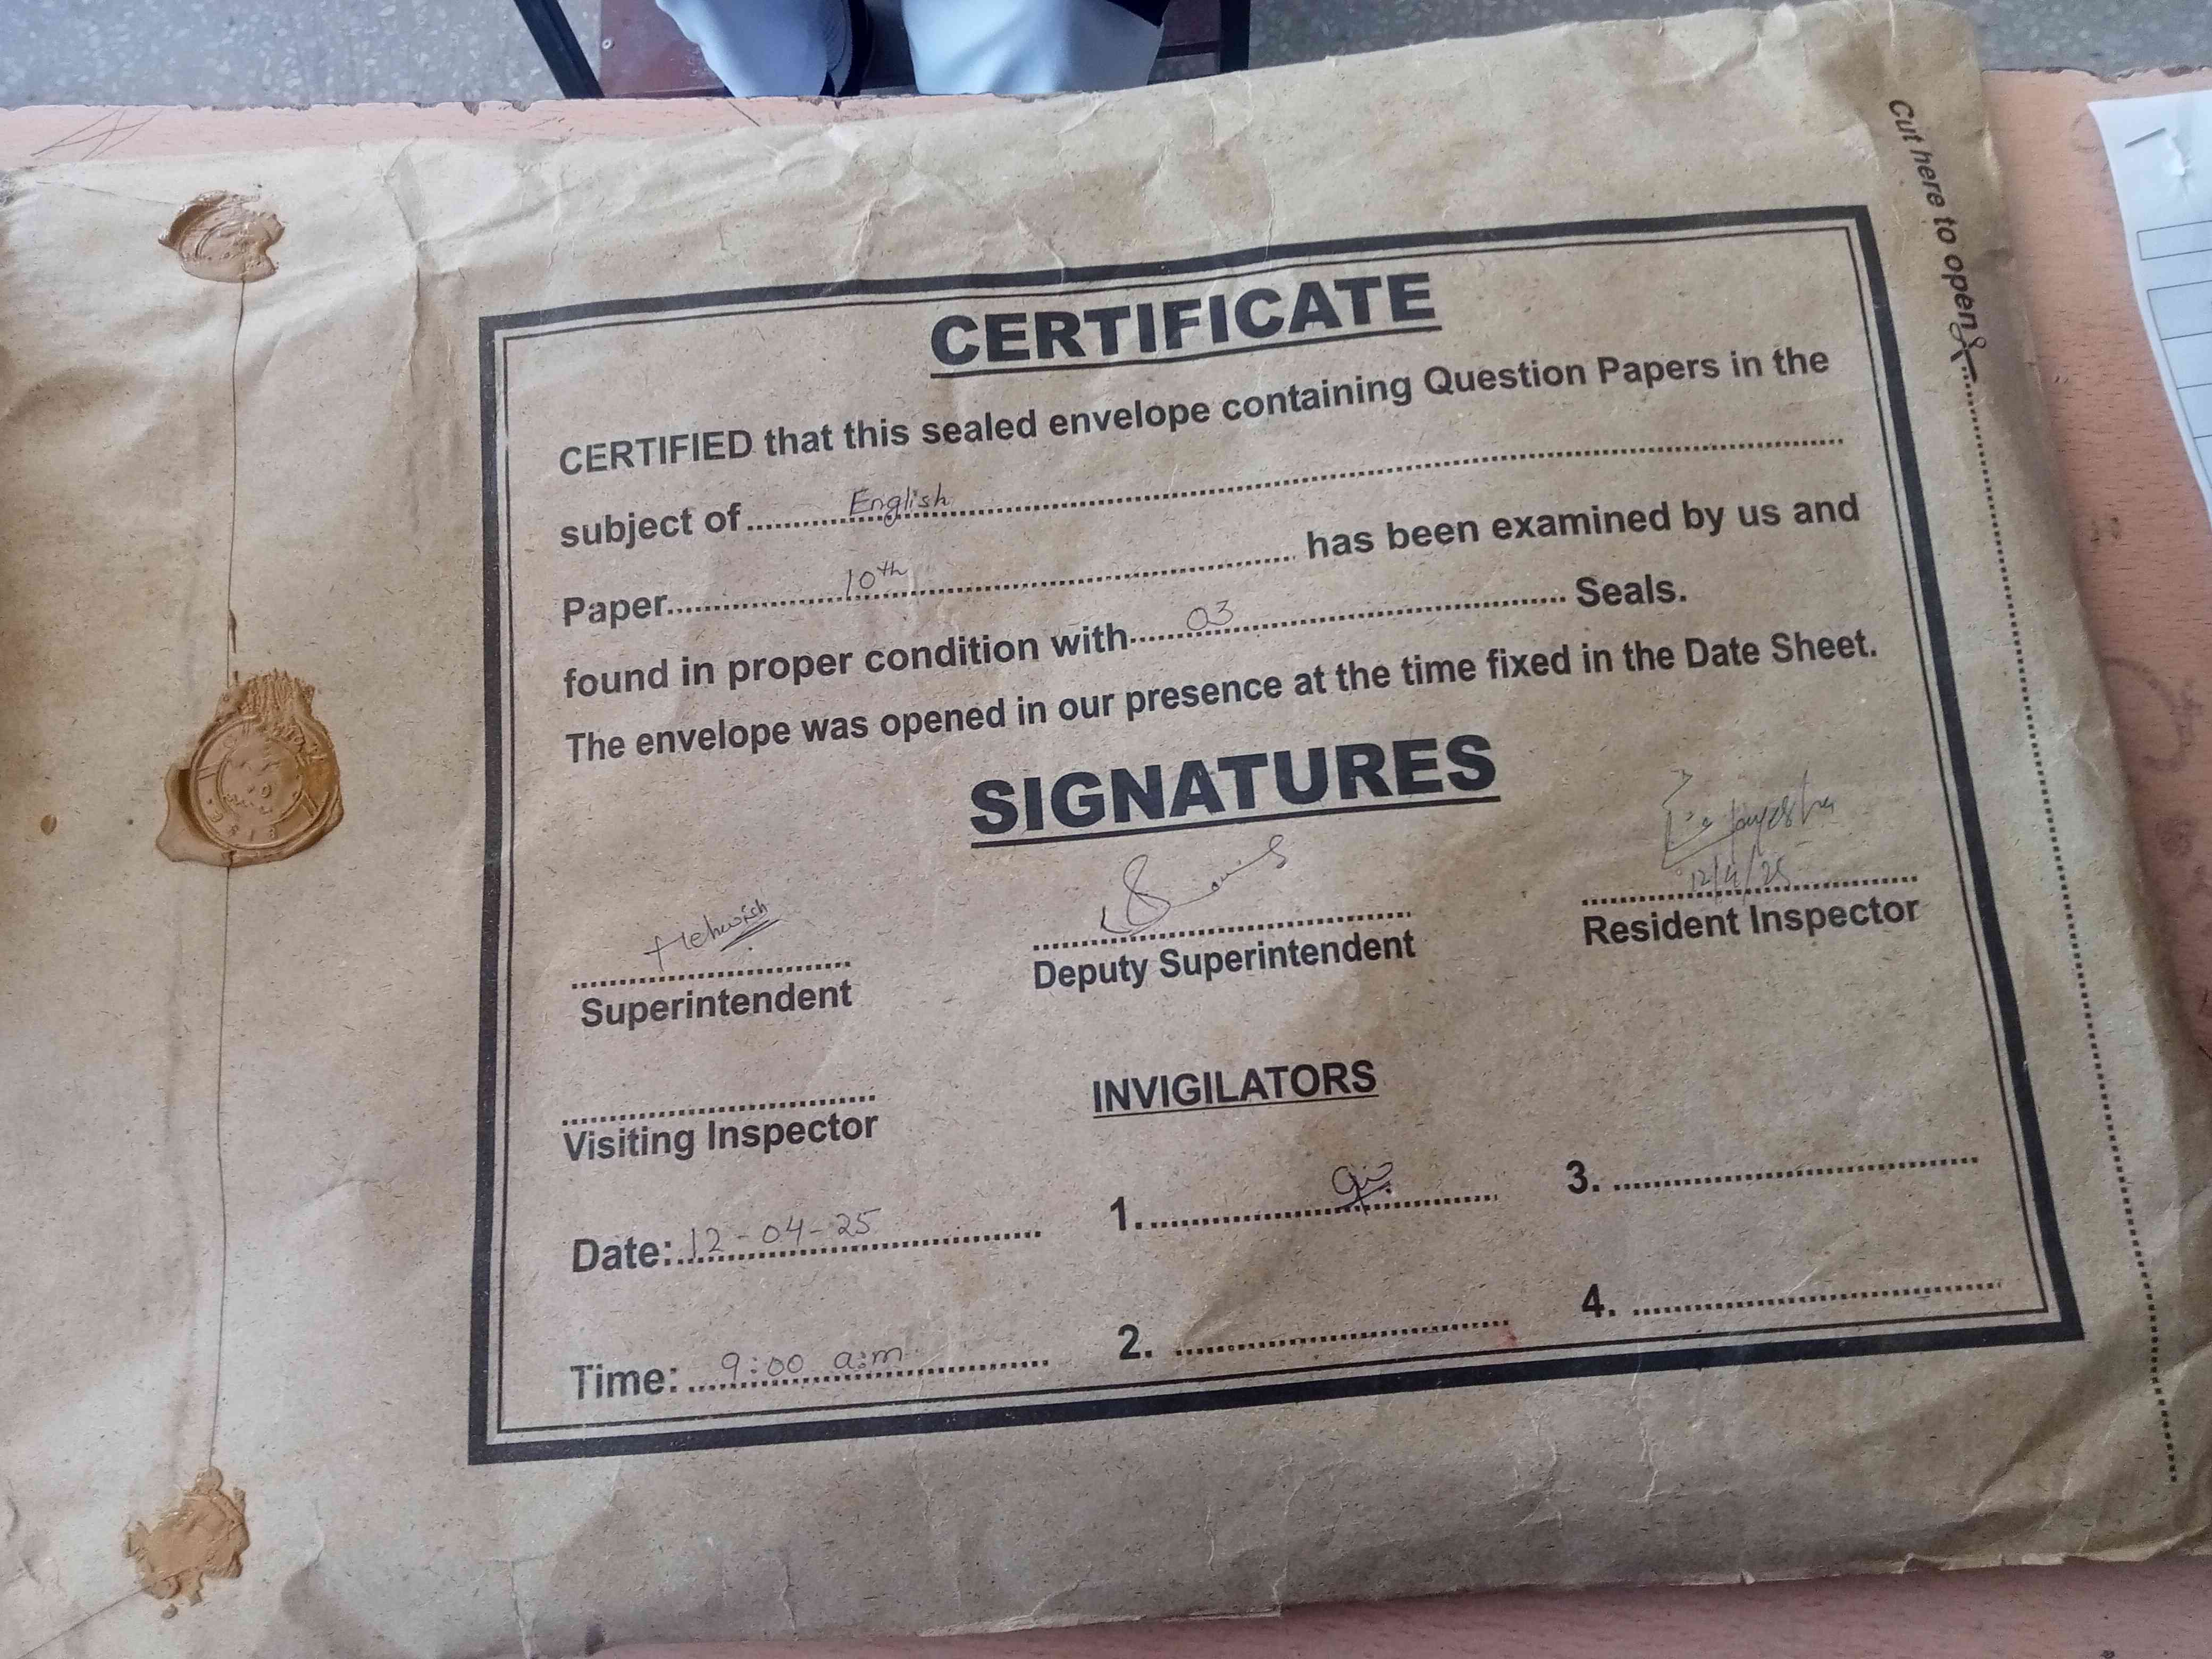 Cut here to open
CERTIFICATE
CERTIFIED that this sealed envelope containing Question Papers in the
subject of English
Paper 10th has been examined by us and
found in proper condition with 03 Seals.
The envelope was opened in our presence at the time fixed in the Date Sheet.
SIGNATURES
Mehwish
12/4/25
Superintendent Deputy Superintendent Resident Inspector
Visiting Inspector
INVIGILATORS
Date: 12-04-25 1. 3.
Time: 9:00 a:m 2. 4.